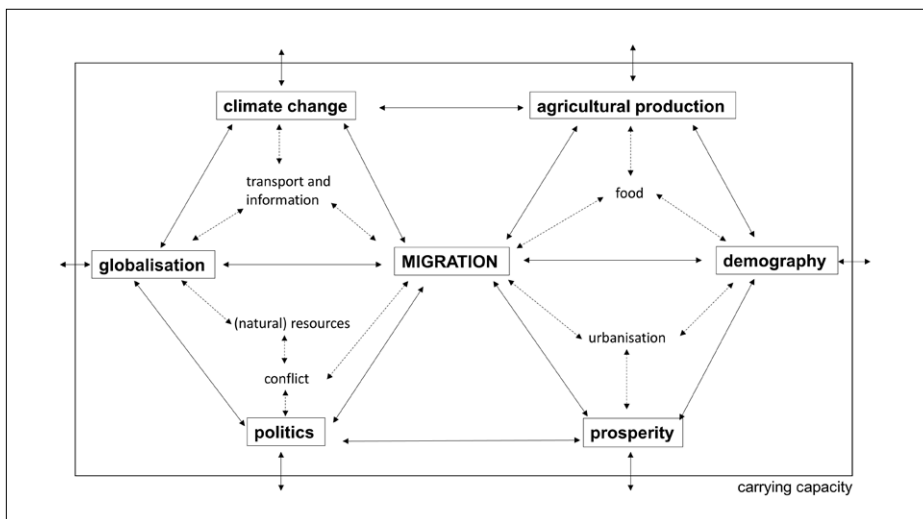 climate change
agricultural production
transport and
information
food
globalisation
MIGRATION
demography
(natural) resources
urbanisation
conflict
politics
prosperity
carrying capacity